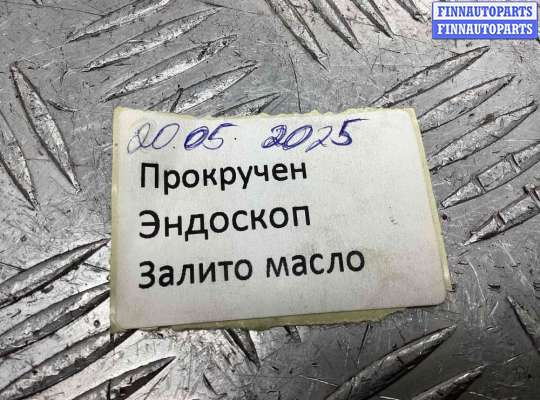 FINNAUTOPARTS
FINNAUTOPARTS
20.05. 2025
Прокручен
Эндоскоп
Залито масло